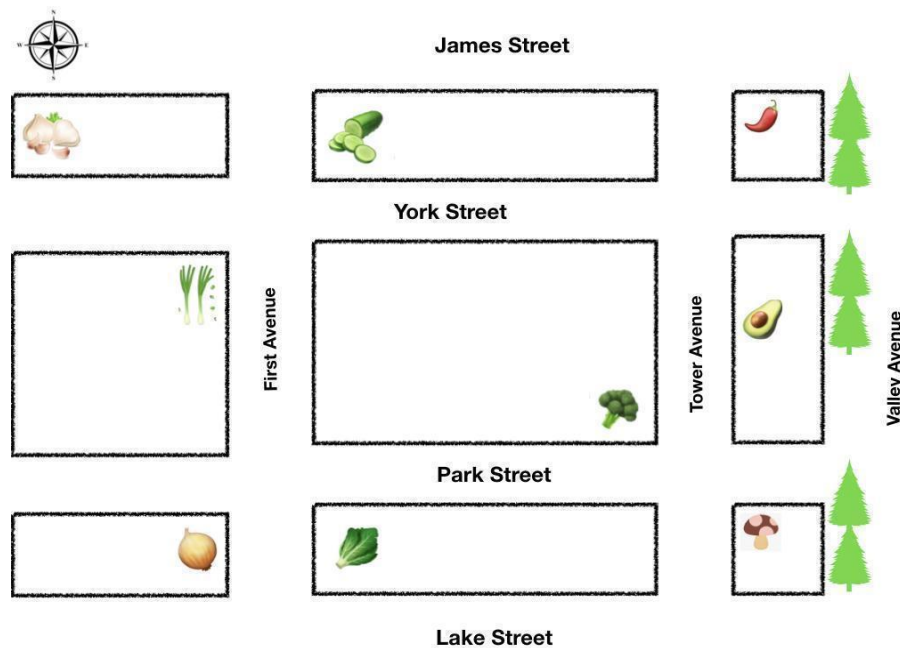 N
W
E
S
James Street
York Street
First Avenue
Tower Avenue
Valley Avenue
Park Street
Lake Street